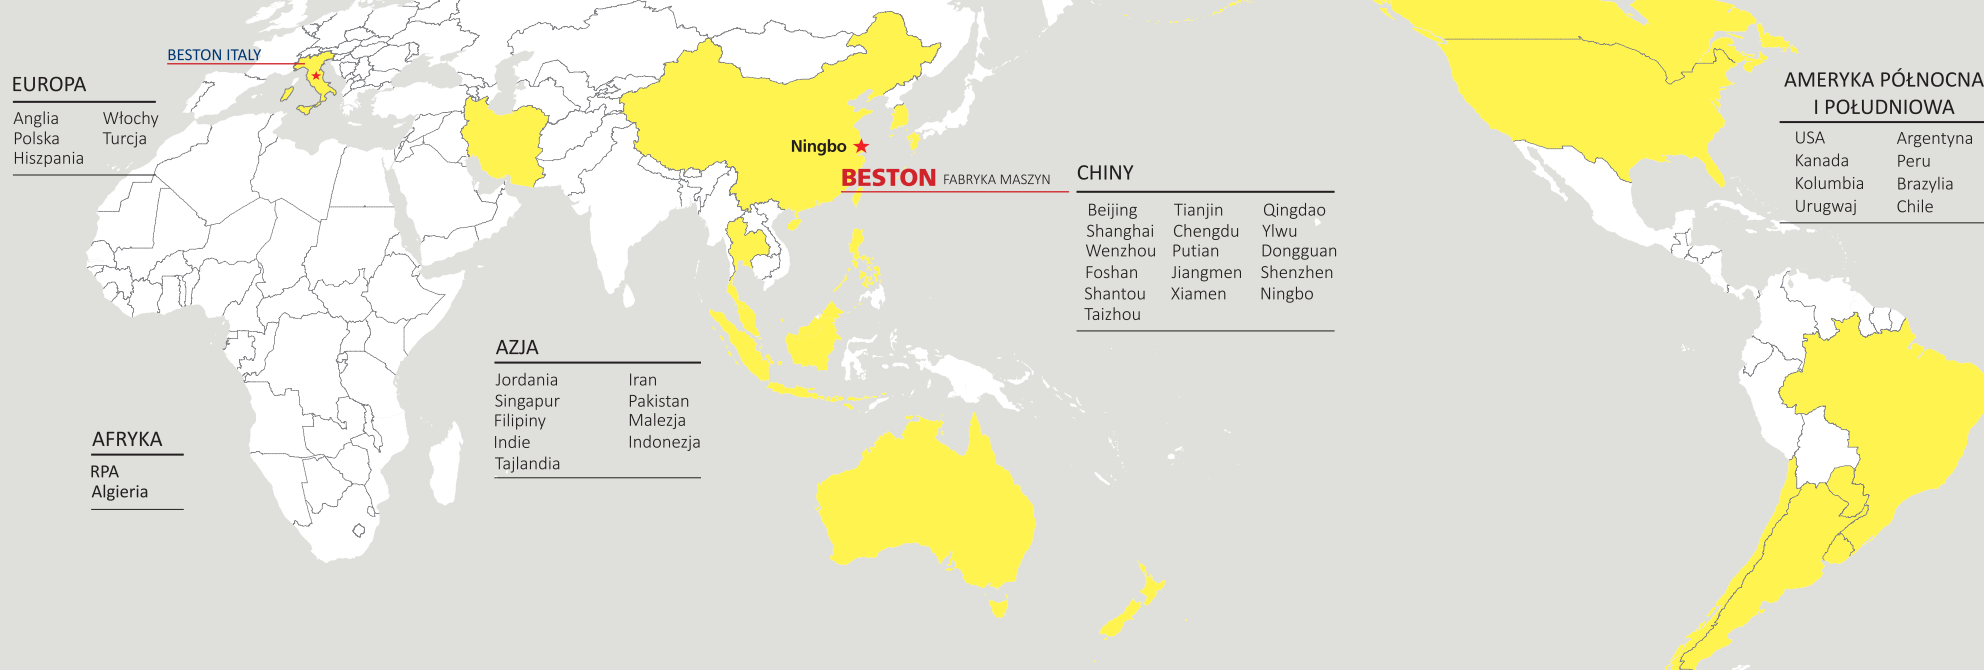 BESTON ITALY
EUROPA
Anglia Włochy
Polska Turcja
Hiszpania
AFRYKA
RPA
Algieria
AZJA
Jordania Iran
Singapur Pakistan
Filipiny Malezja
Indie Indonezja
Tajlandia
Ningbo
BESTON FABRYKA MASZYN
CHINY
Beijing Tianjin Qingdao
Shanghai Chengdu Ylwu
Wenzhou Putian Dongguan
Foshan Jiangmen Shenzhen
Shantou Xiamen Ningbo
Taizhou
AMERYKA PÓŁNOCNA
I POŁUDNIOWA
USA Argentyna
Kanada Peru
Kolumbia Brazylia
Urugwaj Chile